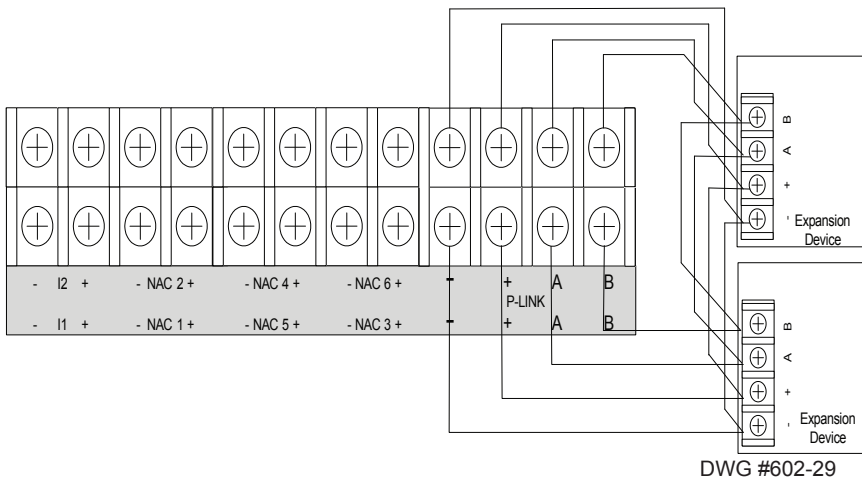 B
A
+
-
Expansion
Device
- I2 + - NAC 2 + - NAC 4 + - NAC 6 + - + A B
P-LINK
- I1 + - NAC 1 + - NAC 5 + - NAC 3 + - + A B
B
A
+
-
Expansion
Device
DWG #602-29